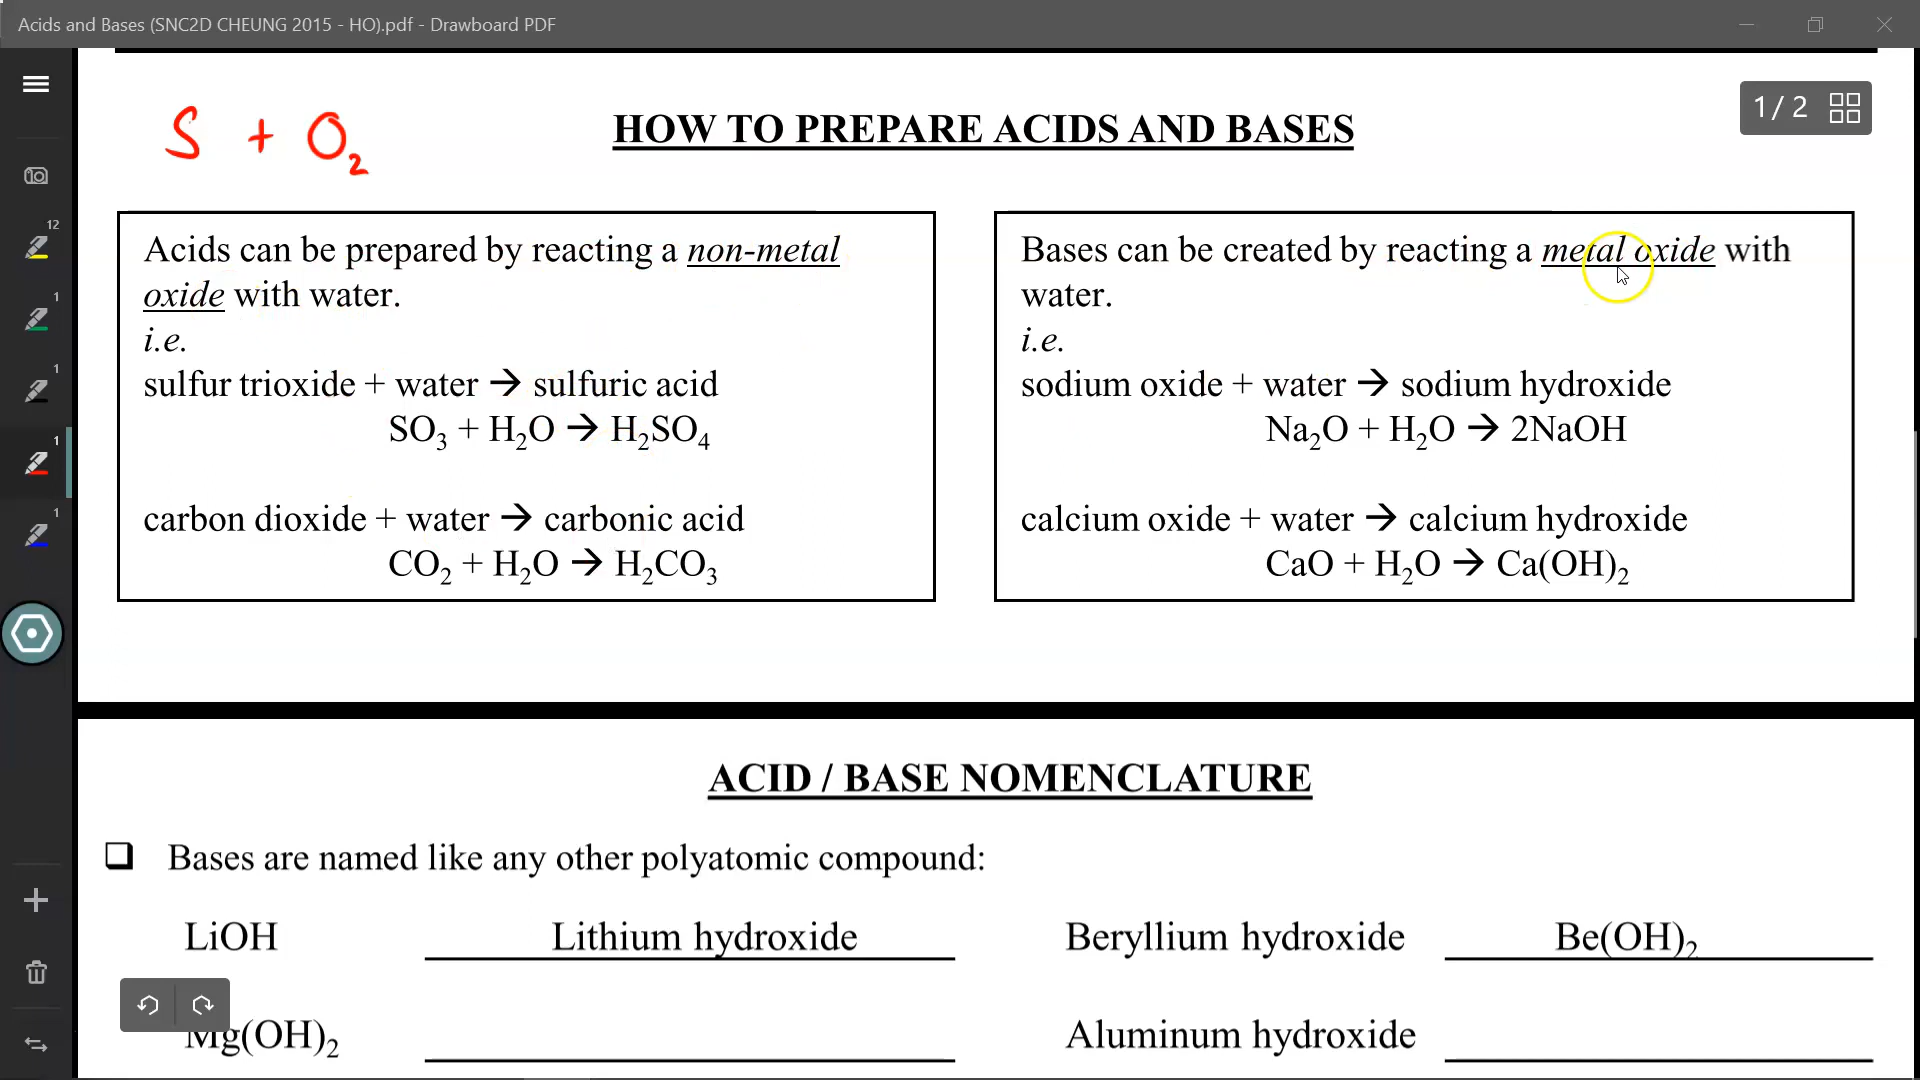 Acids and Bases (SNC2D CHEUNG 2015 - HO).pdf - Drawboard PDF
1 / 2
S + O₂
HOW TO PREPARE ACIDS AND BASES
12
1
1
1
1
Acids can be prepared by reacting a non-metal
oxide with water.
i.e.
sulfur trioxide + water → sulfuric acid
SO₃ + H₂O → H₂SO₄
carbon dioxide + water → carbonic acid
CO₂ + H₂O → H₂CO₃
Bases can be created by reacting a metal oxide with
water.
i.e.
sodium oxide + water → sodium hydroxide
Na₂O + H₂O → 2NaOH
calcium oxide + water → calcium hydroxide
CaO + H₂O → Ca(OH)₂
ACID / BASE NOMENCLATURE
❑ Bases are named like any other polyatomic compound:
LiOH Lithium hydroxide Beryllium hydroxide Be(OH)₂
Mg(OH)₂ Aluminum hydroxide